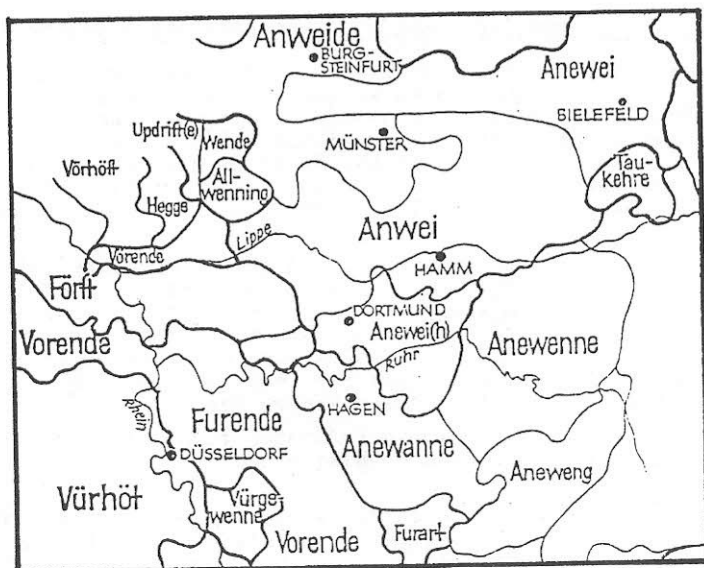 Anweide
BURG-
STEINFURT
Anewei
BIELEFELD
Updrift(e)
Wende
MÜNSTER
Vörhöft
All-
wenning
Tau-
kehre
Hegge
Anwei
Lippe
Vörende
HAMM
Förft
DORTMUND
Anewei(h)
Vorende
Anewenne
Ruhr
Rhein
HAGEN
Furende
Anewanne
DÜSSELDORF
Aneweng
Vürhöt
Vürge-
wenne
Vorende
Furart